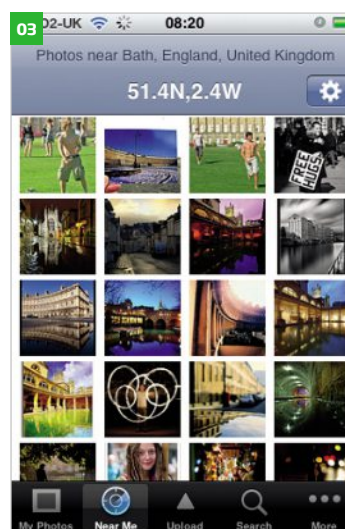 03
O2-UK 08:20
Photos near Bath, England, United Kingdom
51.4N,2.4W
FREE
HUGS.
My Photos Near Me Upload Search More